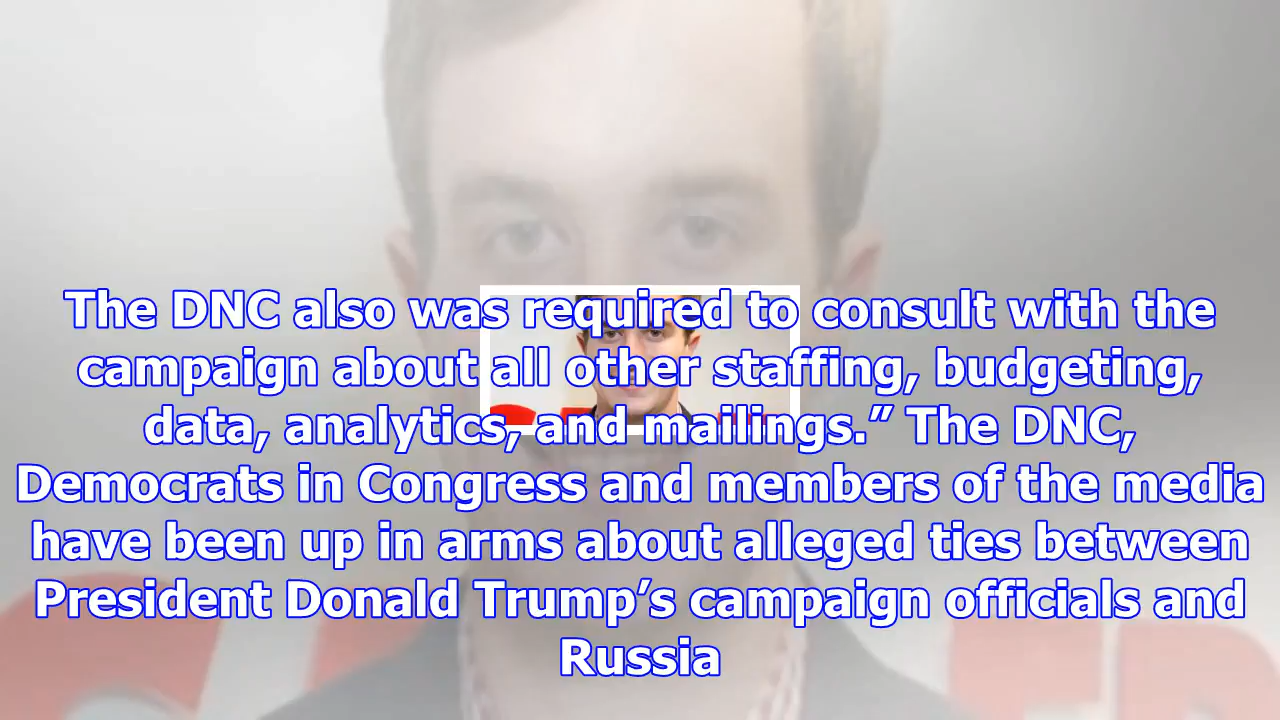 The DNC also was required to consult with the
campaign about all other staffing, budgeting,
data, analytics, and mailings.” The DNC,
Democrats in Congress and members of the media
have been up in arms about alleged ties between
President Donald Trump’s campaign officials and
Russia